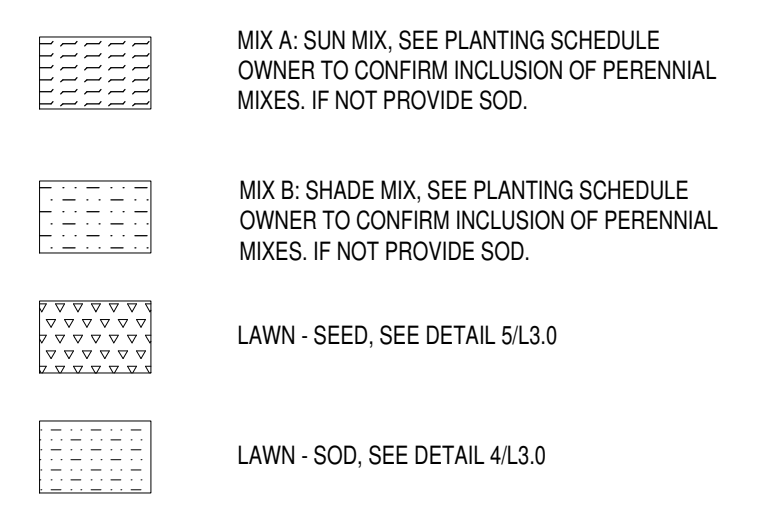 MIX A: SUN MIX, SEE PLANTING SCHEDULE
OWNER TO CONFIRM INCLUSION OF PERENNIAL
MIXES. IF NOT PROVIDE SOD.
MIX B: SHADE MIX, SEE PLANTING SCHEDULE
OWNER TO CONFIRM INCLUSION OF PERENNIAL
MIXES. IF NOT PROVIDE SOD.
LAWN - SEED, SEE DETAIL 5/L3.0
LAWN - SOD, SEE DETAIL 4/L3.0